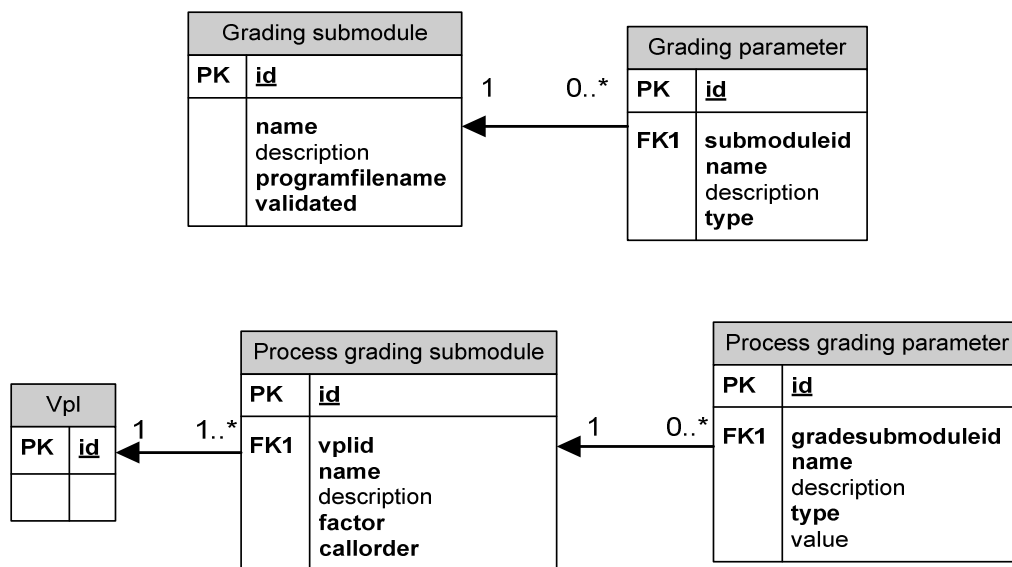 Grading submodule
PK id
name
description
programfilename
validated
1 0..*
Grading parameter
PK id
FK1 submoduleid
name
description
type
Vpl
PK id
1 1..*
Process grading submodule
PK id
FK1 vplid
name
description
factor
callorder
1 0..*
Process grading parameter
PK id
FK1 gradesubmoduleid
name
description
type
value